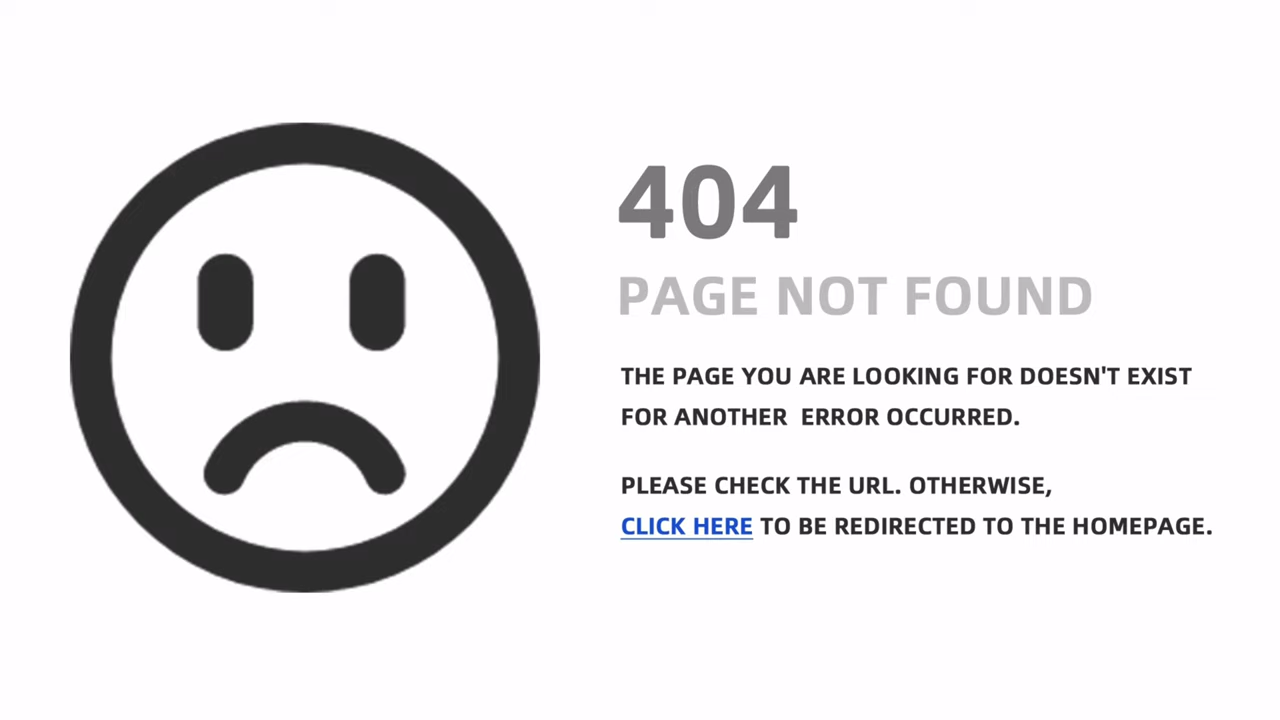 404
PAGE NOT FOUND
THE PAGE YOU ARE LOOKING FOR DOESN'T EXIST
FOR ANOTHER  ERROR OCCURRED.
PLEASE CHECK THE URL. OTHERWISE,
CLICK HERE TO BE REDIRECTED TO THE HOMEPAGE.